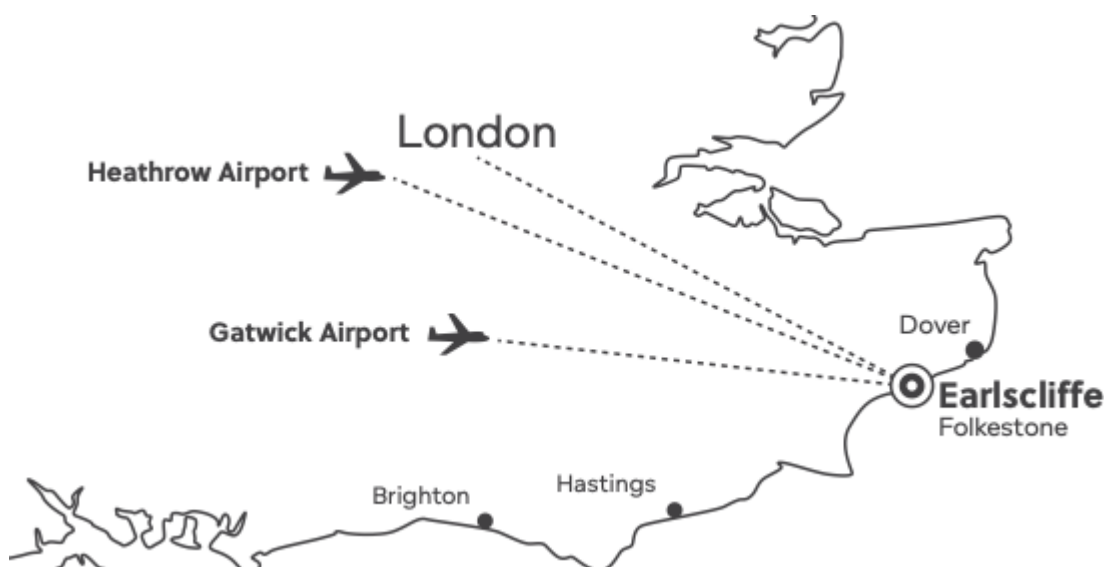 London
Heathrow Airport
Gatwick Airport
Dover
Earlscliffe
Folkestone
Hastings
Brighton